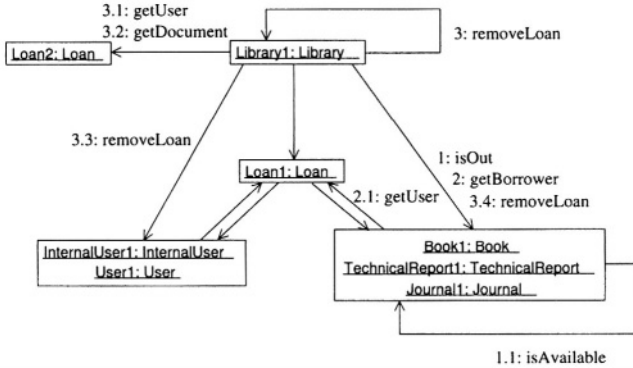 3.1: getUser
3.2: getDocument
3: removeLoan
Loan2: Loan
Library1: Library
3.3: removeLoan
1: isOut
2: getBorrower
3.4: removeLoan
Loan1: Loan
2.1: getUser
InternalUser1: InternalUser
User1: User
Book1: Book
TechnicalReport1: TechnicalReport
Journal1: Journal
1.1: isAvailable